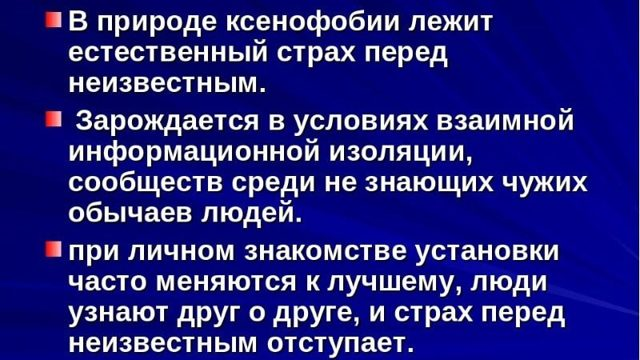 В природе ксенофобии лежит
естественный страх перед
неизвестным.
Зарождается в условиях взаимной
информационной изоляции,
сообществ среди не знающих чужих
обычаев людей.
при личном знакомстве установки
часто меняются к лучшему, люди
узнают друг о друге, и страх перед
неизвестным отступает.